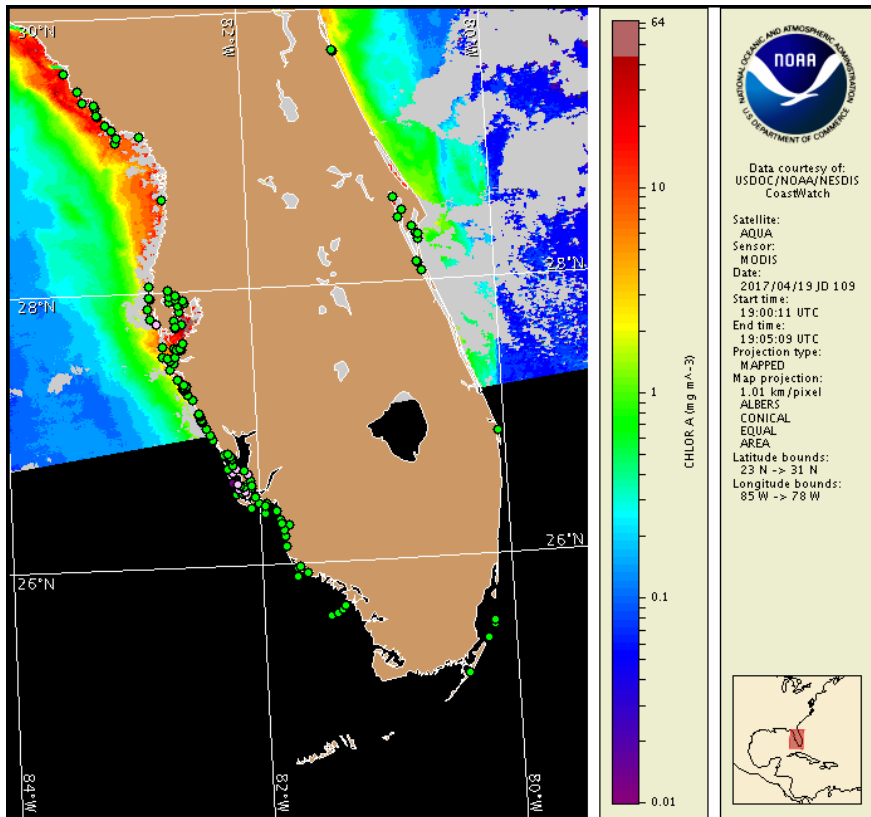 30°N
82°W
80°W
28°N
28°N
26°N
26°N
84°W
82°W
80°W
64
10
1
0.1
0.01
CHLOR A (mg m^-3)
NATIONAL OCEANIC AND ATMOSPHERIC ADMINISTRATION
NOAA
U.S. DEPARTMENT OF COMMERCE
Data courtesy of:
USDOC/NOAA/NESDIS
CoastWatch
Satellite:
AQUA
Sensor:
MODIS
Date:
2017/04/19 JD 109
Start time:
19:00:11 UTC
End time:
19:05:09 UTC
Projection type:
MAPPED
Map projection:
1.01 km/pixel
ALBERS
CONICAL
EQUAL
AREA
Latitude bounds:
23 N -> 31 N
Longitude bounds:
85 W -> 78 W